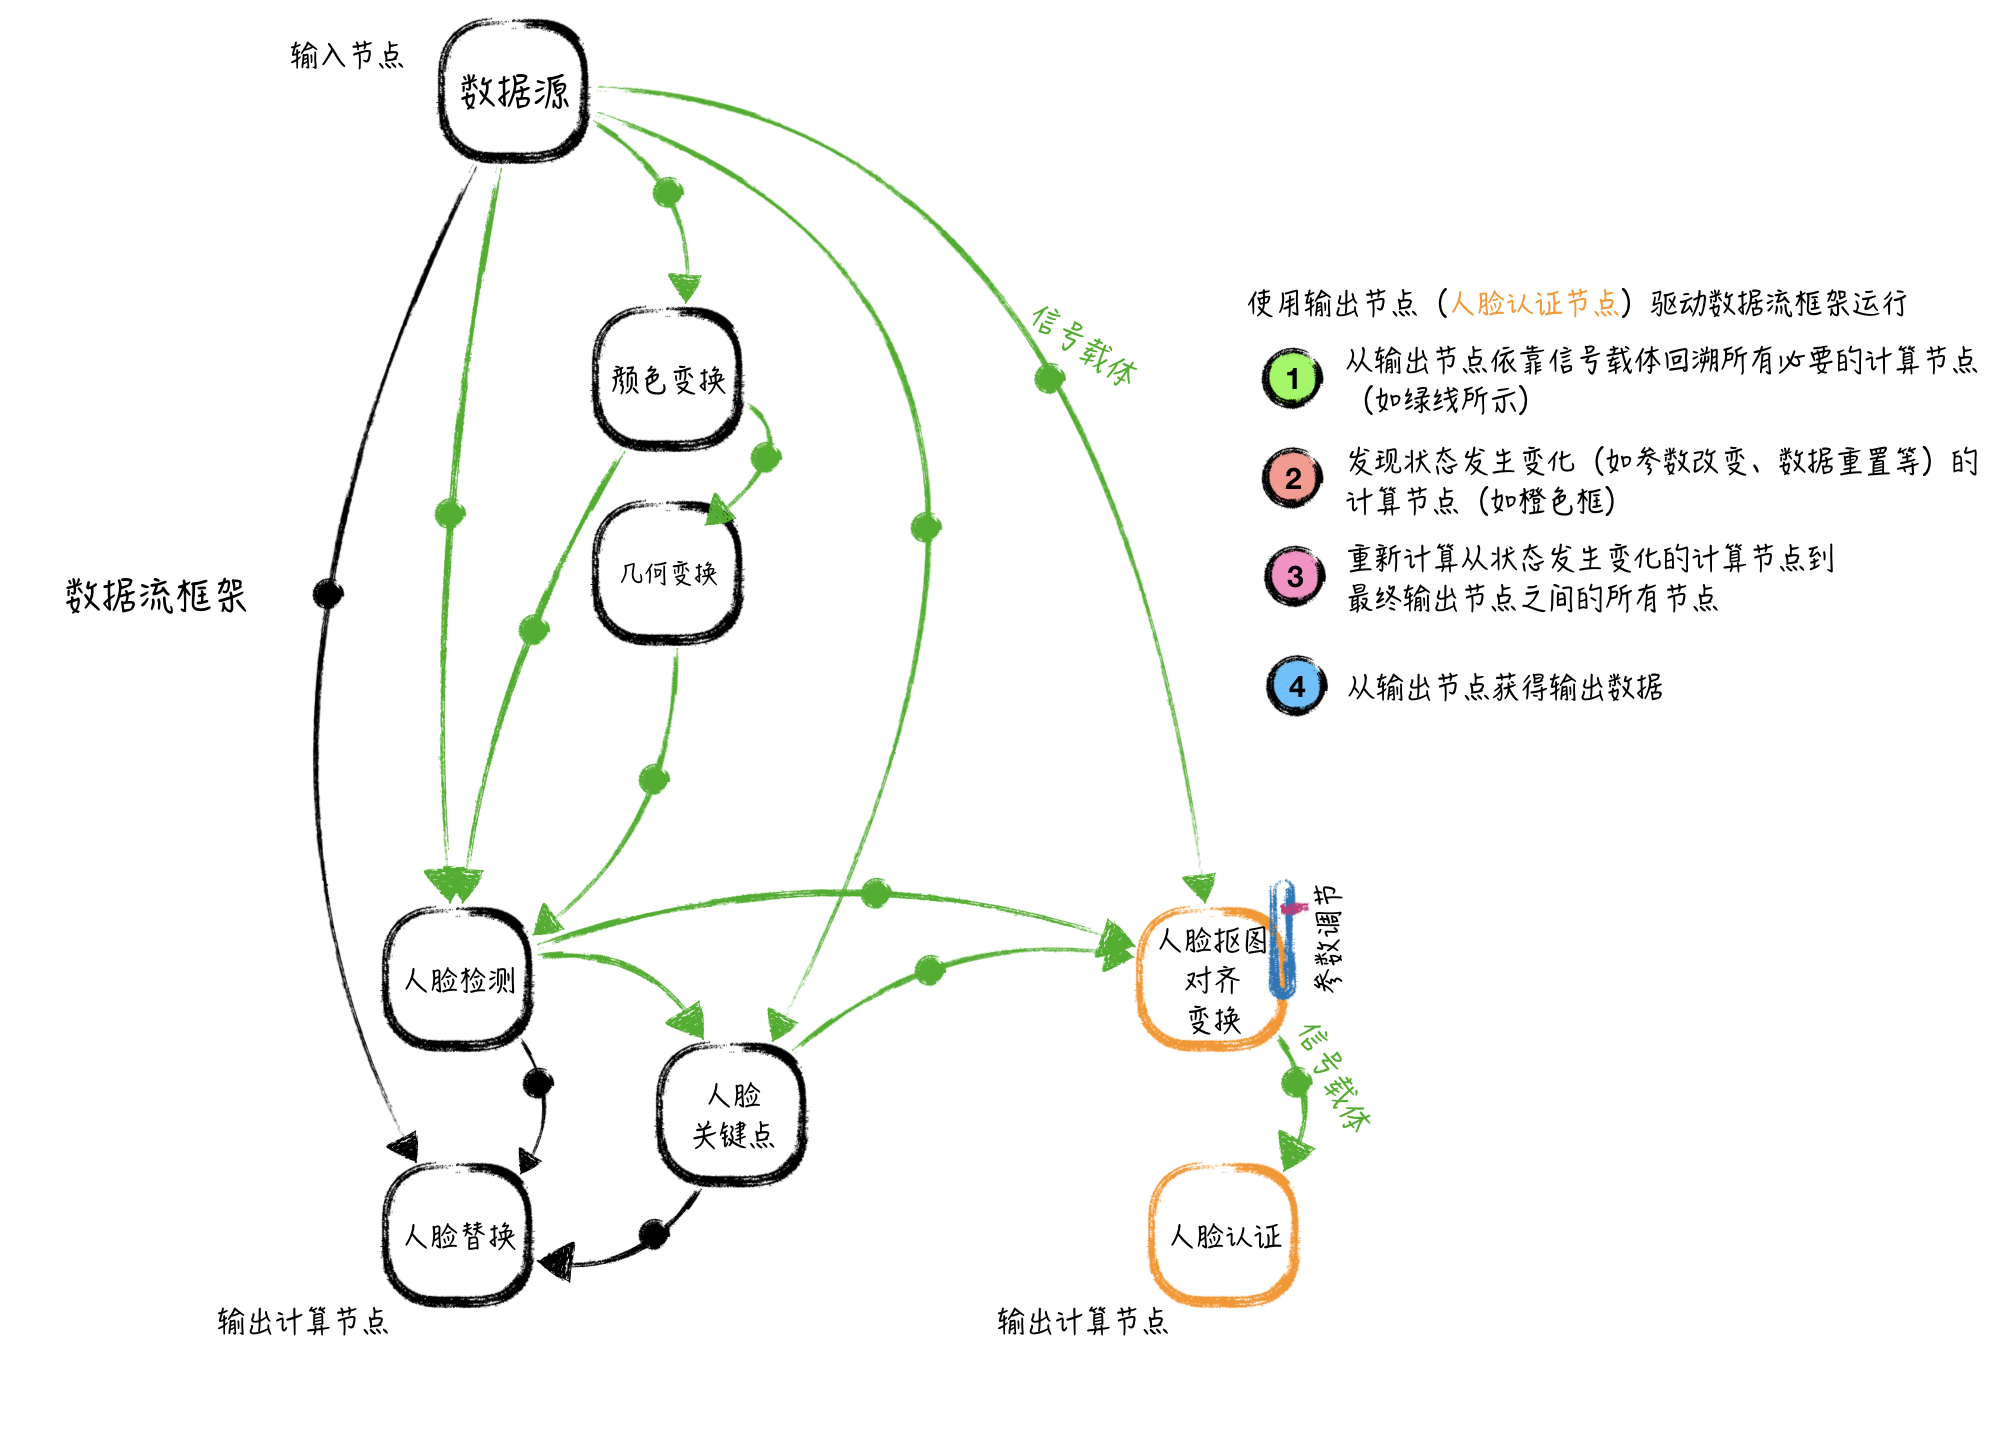 输入节点
数据源
信号载体
使用输出节点（人脸认证节点）驱动数据流框架运行
1
从输出节点依靠信号载体回溯所有必要的计算节点
（如绿线所示）
颜色变换
2
发现状态发生变化（如参数改变、数据重置等）的
计算节点（如橙色框）
几何变换
数据流框架
3
重新计算从状态发生变化的计算节点到
最终输出节点之间的所有节点
4
从输出节点获得输出数据
人脸检测
人脸抠图
对齐
变换
参数调节
信号载体
人脸
关键点
人脸替换
人脸认证
输出计算节点
输出计算节点